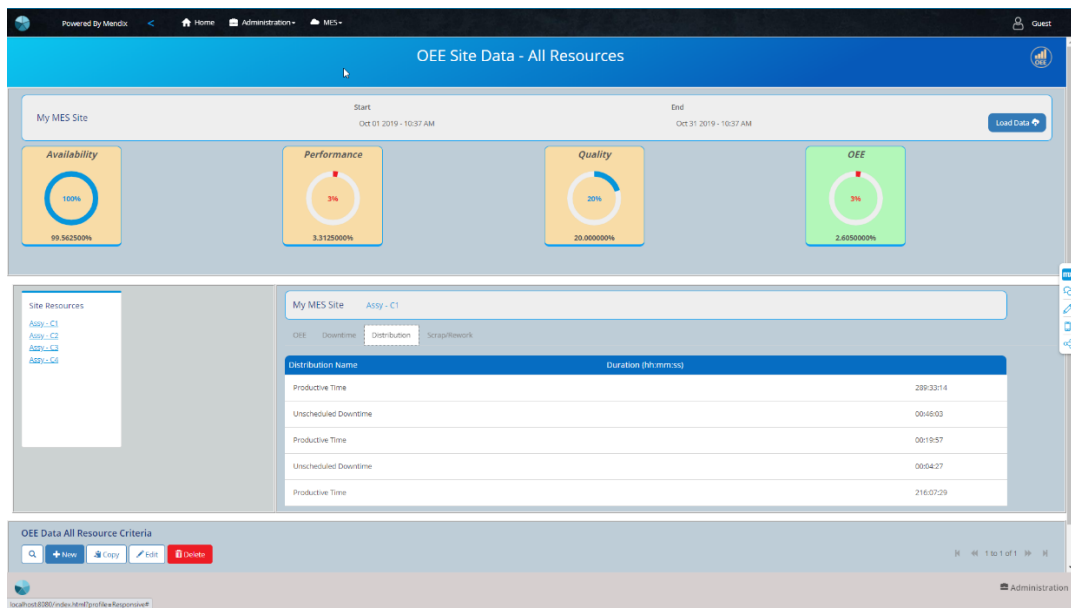 Powered By Mendix < Home Administration MES Guest
OEE Site Data - All Resources
OEE
Start End
My MES Site
Oct 01 2019 - 10:37 AM Oct 31 2019 - 10:37 AM
Load Data
Availability Performance Quality OEE
100% 3% 20% 3%
99.562500% 3.3125000% 20.000000% 2.6050000%
Site Resources
Assy - C1
Assy - C2
Assy - C3
Assy - C4
My MES Site Assy - C1
OEE Downtime Distribution Scrap/Rework
Distribution Name Duration (hh:mm:ss)
Productive Time 289:33:14
Unscheduled Downtime 00:46:03
Productive Time 00:19:57
Unscheduled Downtime 00:04:27
Productive Time 216:07:29
OEE Data All Resource Criteria
New Copy Edit Delete
1 to 1 of 1
Administration
localhost:8080/index.html?profile=Responsive#